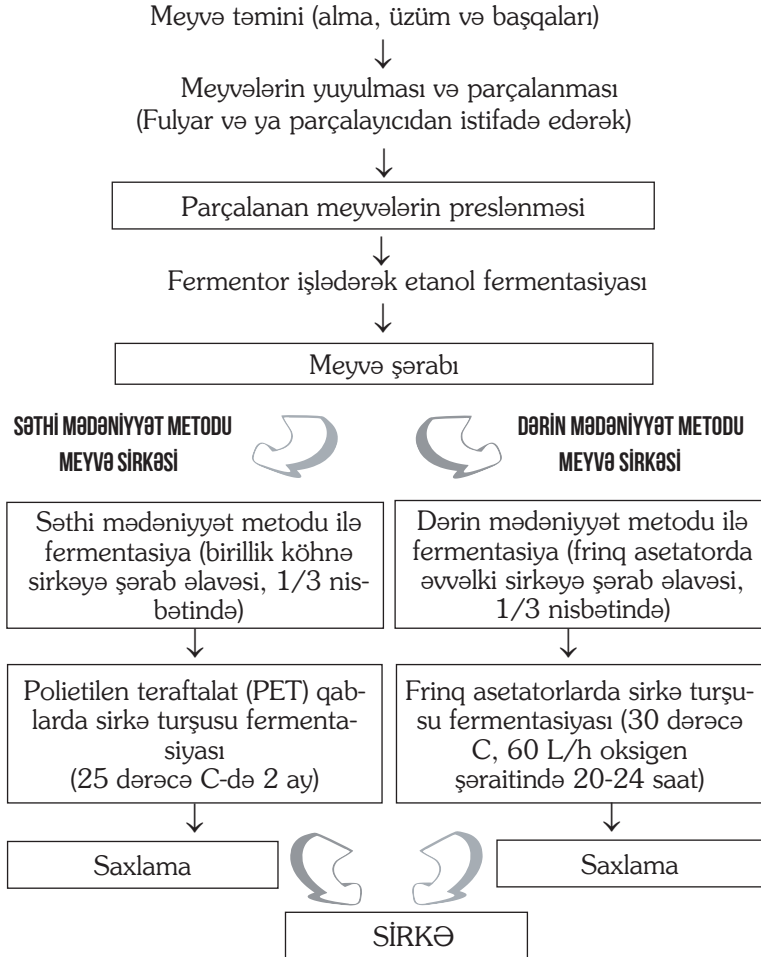 Meyvə təmini (alma, üzüm və başqaları)
Meyvələrin yuyulması və parçalanması
(Fulyar və ya parçalayıcıdan istifadə edərək)
Parçalanan meyvələrin preslənməsi
Fermentor işlədərək etanol fermentasiyası
Meyvə şərabı
SƏTHİ MƏDƏNİYYƏT METODU
MEYVƏ SİRKƏSİ
DƏRİN MƏDƏNİYYƏT METODU
MEYVƏ SİRKƏSİ
Səthi mədəniyyət metodu ilə
fermentasiya (birillik köhnə
sirkəyə şərab əlavəsi, 1/3 nis-
bətində)
Dərin mədəniyyət metodu ilə
fermentasiya (frinq asetatorda
əvvəlki sirkəyə şərab əlavəsi,
1/3 nisbətində)
Polietilen teraftalat (PET) qab-
larda sirkə turşusu fermenta-
siyası
(25 dərəcə C-də 2 ay)
Frinq asetatorlarda sirkə turşu-
su fermentasiyası (30 dərəcə
C, 60 L/h oksigen
şəraitində 20-24 saat)
Saxlama
Saxlama
SİRKƏ